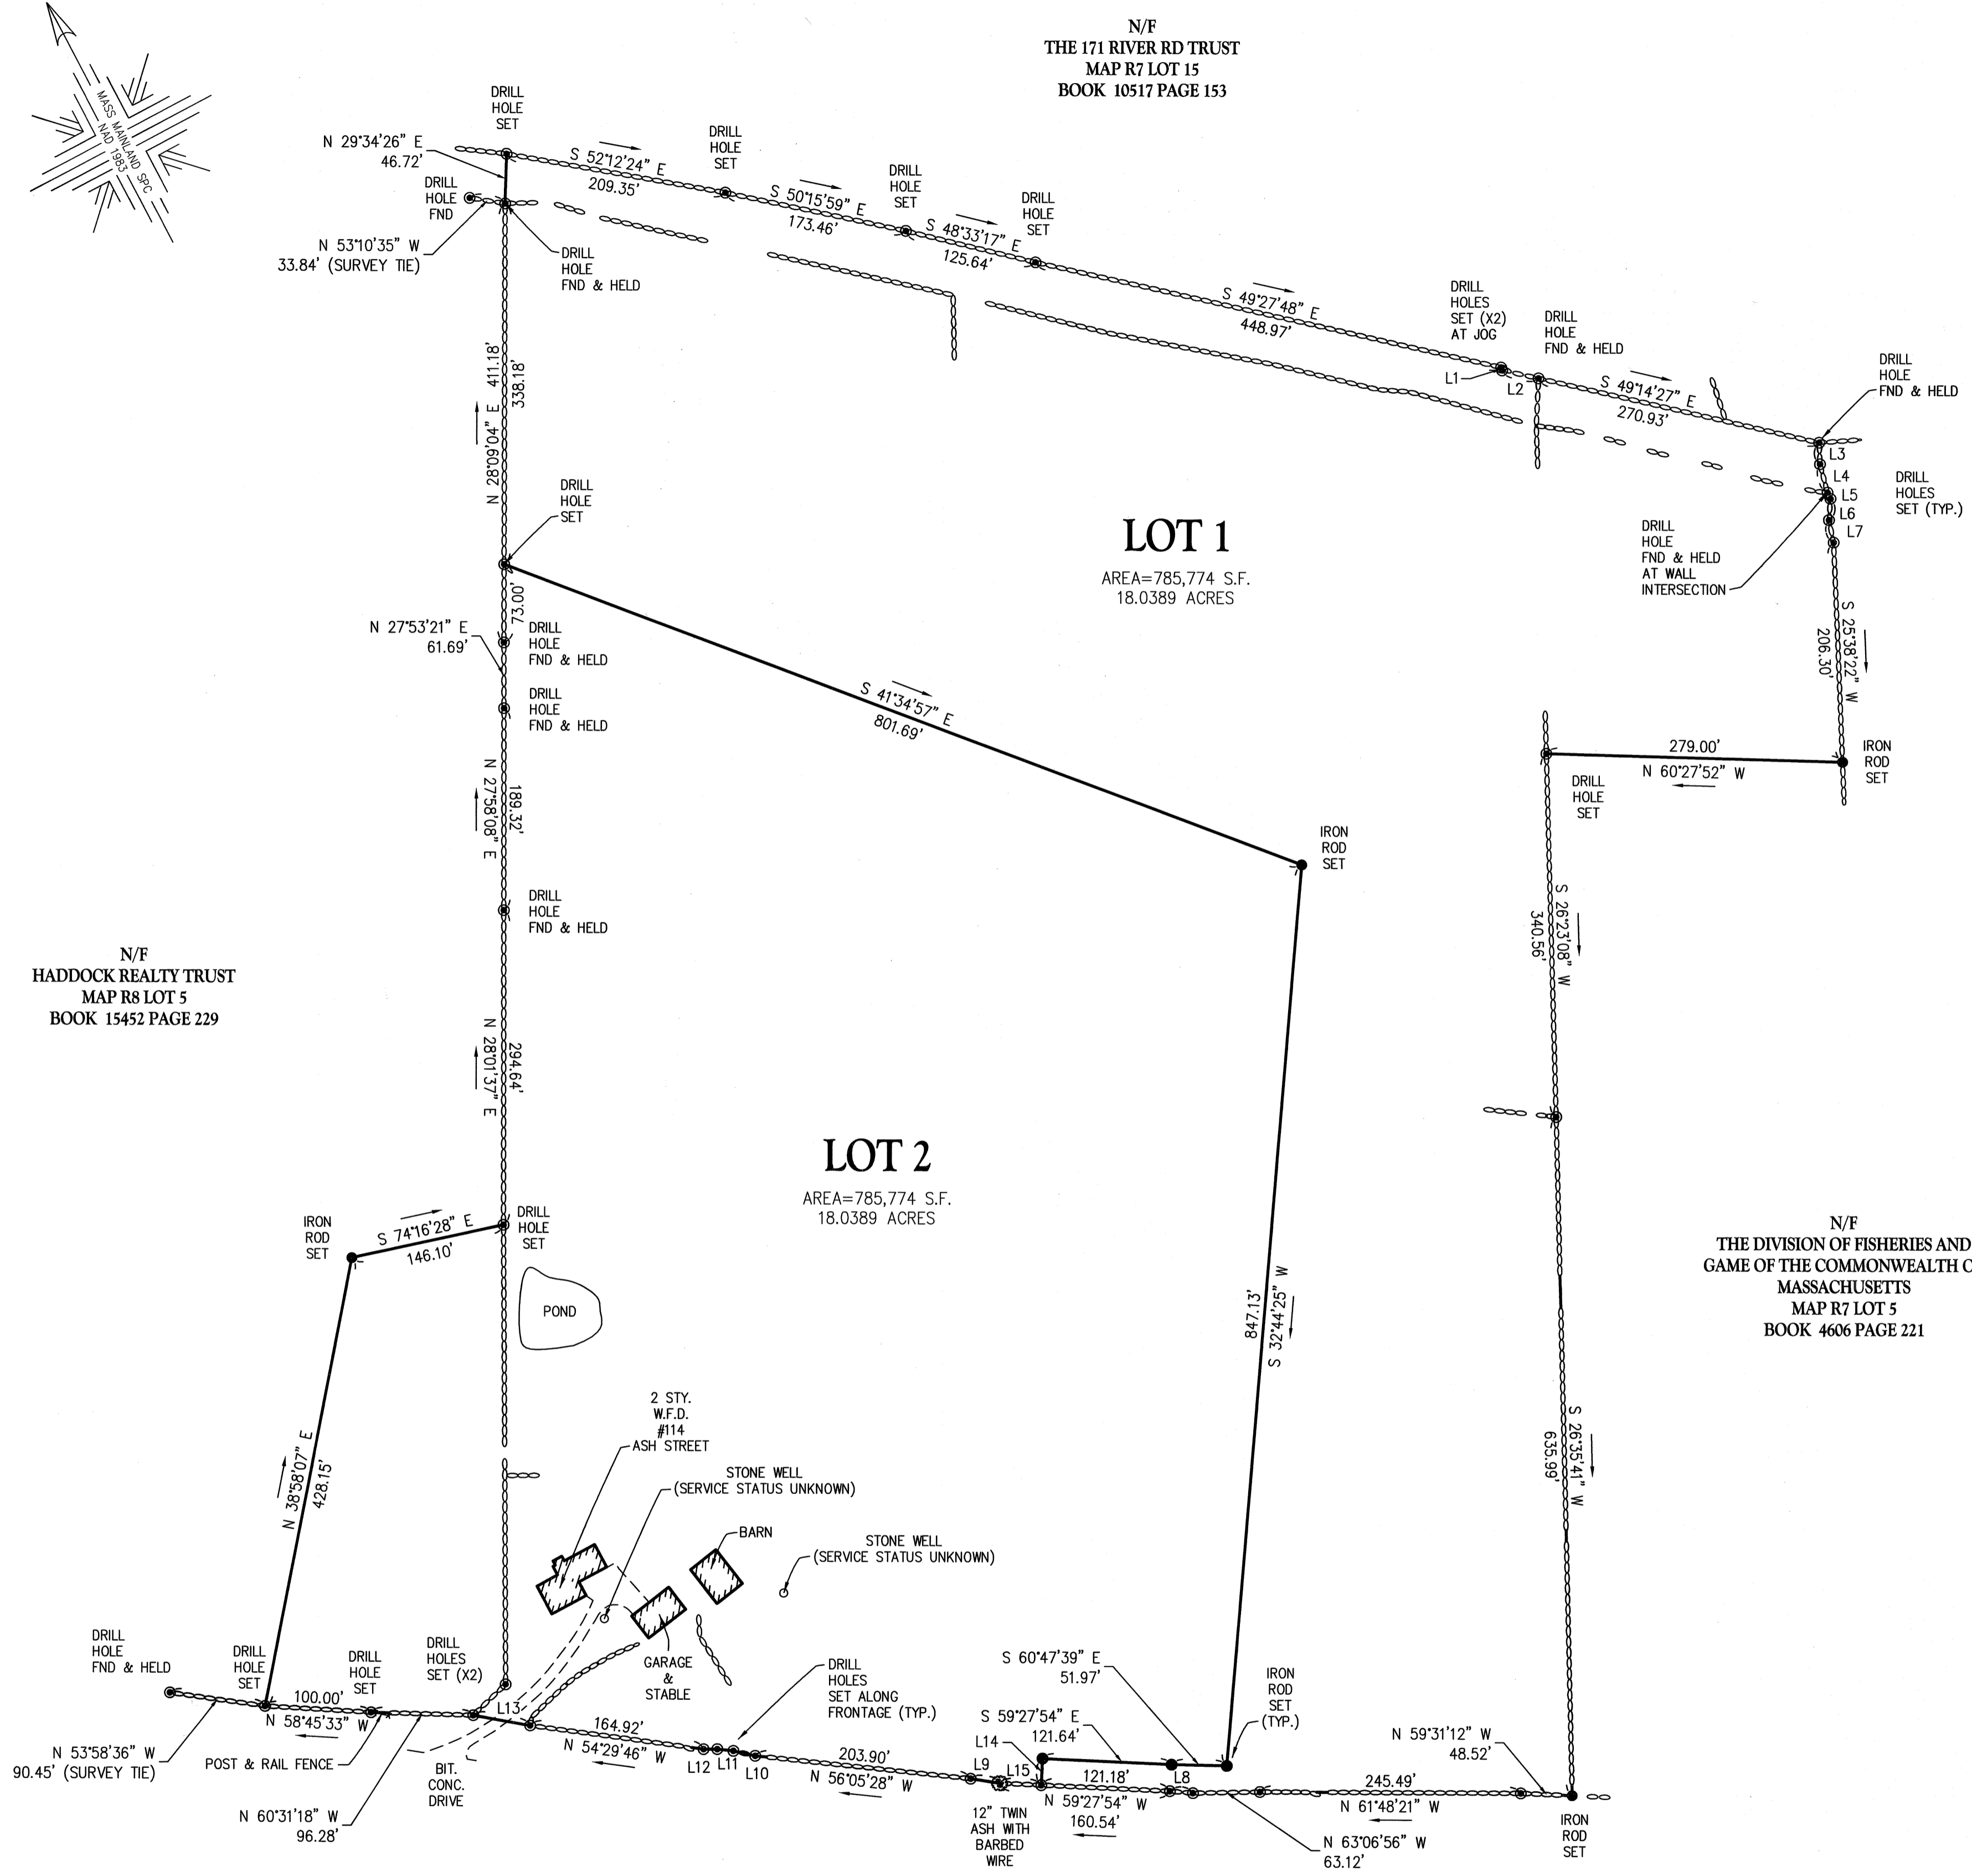 N/F
THE 171 RIVER RD TRUST
MAP R7 LOT 15
BOOK 10517 PAGE 153
MASS MAINLAND SPC
NAD 1983
DRILL
HOLE
SET
N 29°34'26" E
46.72'
DRILL
HOLE
FND
N 53°10'35" W
33.84' (SURVEY TIE)
DRILL
HOLE
FND & HELD
S 52°12'24" E
209.35'
DRILL
HOLE
SET
S 50°15'59" E
173.46'
DRILL
HOLE
SET
S 48°33'17" E
125.64'
DRILL
HOLE
SET
S 49°27'48" E
448.97'
DRILL
HOLES
SET (X2)
AT JOG
L1
L2
DRILL
HOLE
FND & HELD
S 49°14'27" E
270.93'
DRILL
HOLE
FND & HELD
L3
L4
L5
L6
L7
DRILL
HOLES
SET (TYP.)
DRILL
HOLE
FND & HELD
AT WALL
INTERSECTION
N 28°09'04" E 411.18'
338.18'
DRILL
HOLE
SET
73.00'
LOT 1
AREA=785,774 S.F.
18.0389 ACRES
S 25°38'22" W
206.30'
N 27°53'21" E
61.69'
DRILL
HOLE
FND & HELD
DRILL
HOLE
FND & HELD
S 41°34'57" E
801.69'
279.00'
N 60°27'52" W
IRON
ROD
SET
DRILL
HOLE
SET
N 27°58'08" E
189.32'
IRON
ROD
SET
DRILL
HOLE
FND & HELD
S 26°23'08" W
340.56'
N/F
HADDOCK REALTY TRUST
MAP R8 LOT 5
BOOK 15452 PAGE 229
N 28°01'37" E
294.64'
LOT 2
AREA=785,774 S.F.
18.0389 ACRES
IRON
ROD
SET
S 74°16'28" E
146.10'
DRILL
HOLE
SET
POND
847.13'
S 32°44'25" W
N/F
THE DIVISION OF FISHERIES AND
GAME OF THE COMMONWEALTH
MASSACHUSETTS
MAP R7 LOT 5
BOOK 4606 PAGE 221
N 38°58'07" E
428.15'
2 STY.
W.F.D.
#114
ASH STREET
STONE WELL
(SERVICE STATUS UNKNOWN)
BARN
STONE WELL
(SERVICE STATUS UNKNOWN)
S 26°35'41" W
635.99'
DRILL
HOLE
FND & HELD
DRILL
HOLE
SET
DRILL
HOLE
SET
DRILL
HOLES
SET (X2)
GARAGE
&
STABLE
DRILL
HOLES
SET ALONG
FRONTAGE (TYP.)
S 60°47'39" E
51.97'
IRON
ROD
SET
(TYP.)
100.00'
N 58°45'33" W
L13
164.92'
N 54°29'46" W
L12
L11
L10
203.90'
N 56°05'28" W
L9
S 59°27'54" E
121.64'
L14
L15
121.18'
L8
N 59°27'54" W
160.54'
245.49'
N 61°48'21" W
N 59°31'12" W
48.52'
N 53°58'36" W
90.45' (SURVEY TIE)
POST & RAIL FENCE
N 60°31'18" W
96.28'
BIT.
CONC.
DRIVE
12" TWIN
ASH WITH
BARBED
WIRE
N 63°06'56" W
63.12'
IRON
ROD
SET